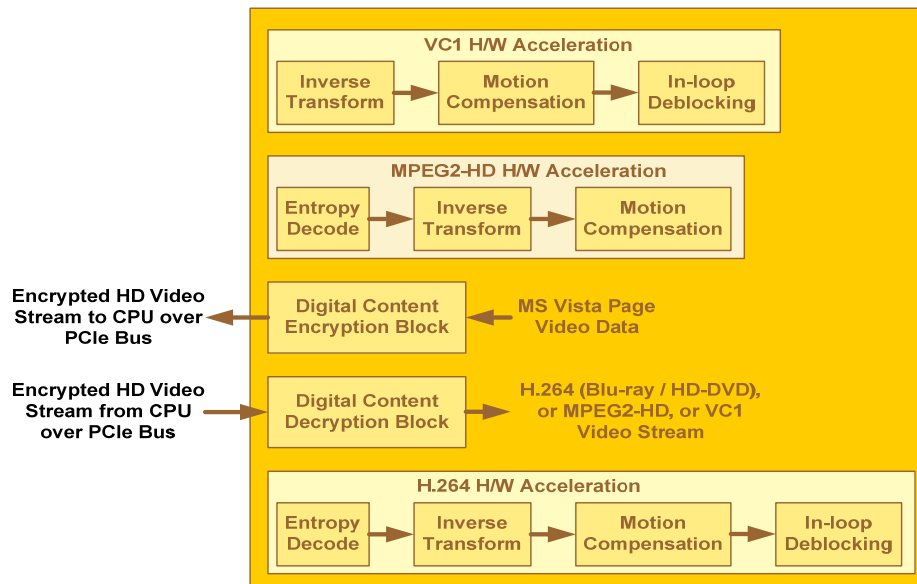 VC1 H/W Acceleration
Inverse
Transform
Motion
Compensation
In-loop
Deblocking
MPEG2-HD H/W Acceleration
Entropy
Decode
Inverse
Transform
Motion
Compensation
Encrypted HD Video
Stream to CPU over
PCIe Bus
Digital Content
Encryption Block
MS Vista Page
Video Data
Encrypted HD Video
Stream from CPU
over PCIe Bus
Digital Content
Decryption Block
H.264 (Blu-ray / HD-DVD),
or MPEG2-HD, or VC1
Video Stream
H.264 H/W Acceleration
Entropy
Decode
Inverse
Transform
Motion
Compensation
In-loop
Deblocking